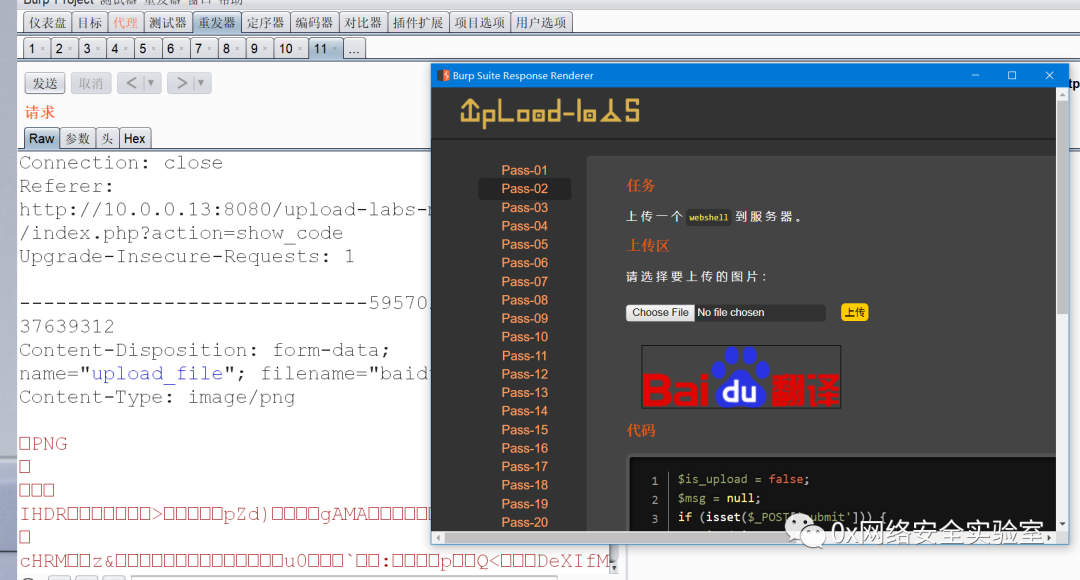 Burp Project 测试器 重发器 窗口 帮助
仪表盘 目标 代理 测试器 重发器 定序器 编码器 对比器 插件扩展 项目选项 用户选项
1 × 2 × 3 × 4 × 5 × 6 × 7 × 8 × 9 × 10 × 11 × ...
发送 取消 < ▼ > ▼
请求
Raw 参数 头 Hex
Connection: close
Referer:
http://10.0.0.13:8080/upload-labs-
/index.php?action=show_code
Upgrade-Insecure-Requests: 1
-----------------------------59570
37639312
Content-Disposition: form-data;
name="upload_file"; filename="baid
Content-Type: image/png
PNG
IHDR□□□□□□□>□□□□□pZd)□□□□gAMA□□□□□□
cHRM□□z&□□□□□□□□□□□□□□u0□□□`□□:□□□□p□□Q<□□□DeXIfM
Burp Suite Response Renderer
UpLoad-labs
Pass-01
Pass-02
Pass-03
Pass-04
Pass-05
Pass-06
Pass-07
Pass-08
Pass-09
Pass-10
Pass-11
Pass-12
Pass-13
Pass-14
Pass-15
Pass-16
Pass-17
Pass-18
Pass-19
Pass-20
任务
上传一个 webshell 到服务器。
上传区
请选择要上传的图片：
Choose File No file chosen 上传
Bai du 翻译
代码
1 $is_upload = false;
2 $msg = null;
3 if (isset($_POST['submit'])) {
0x网络安全实验室
tp